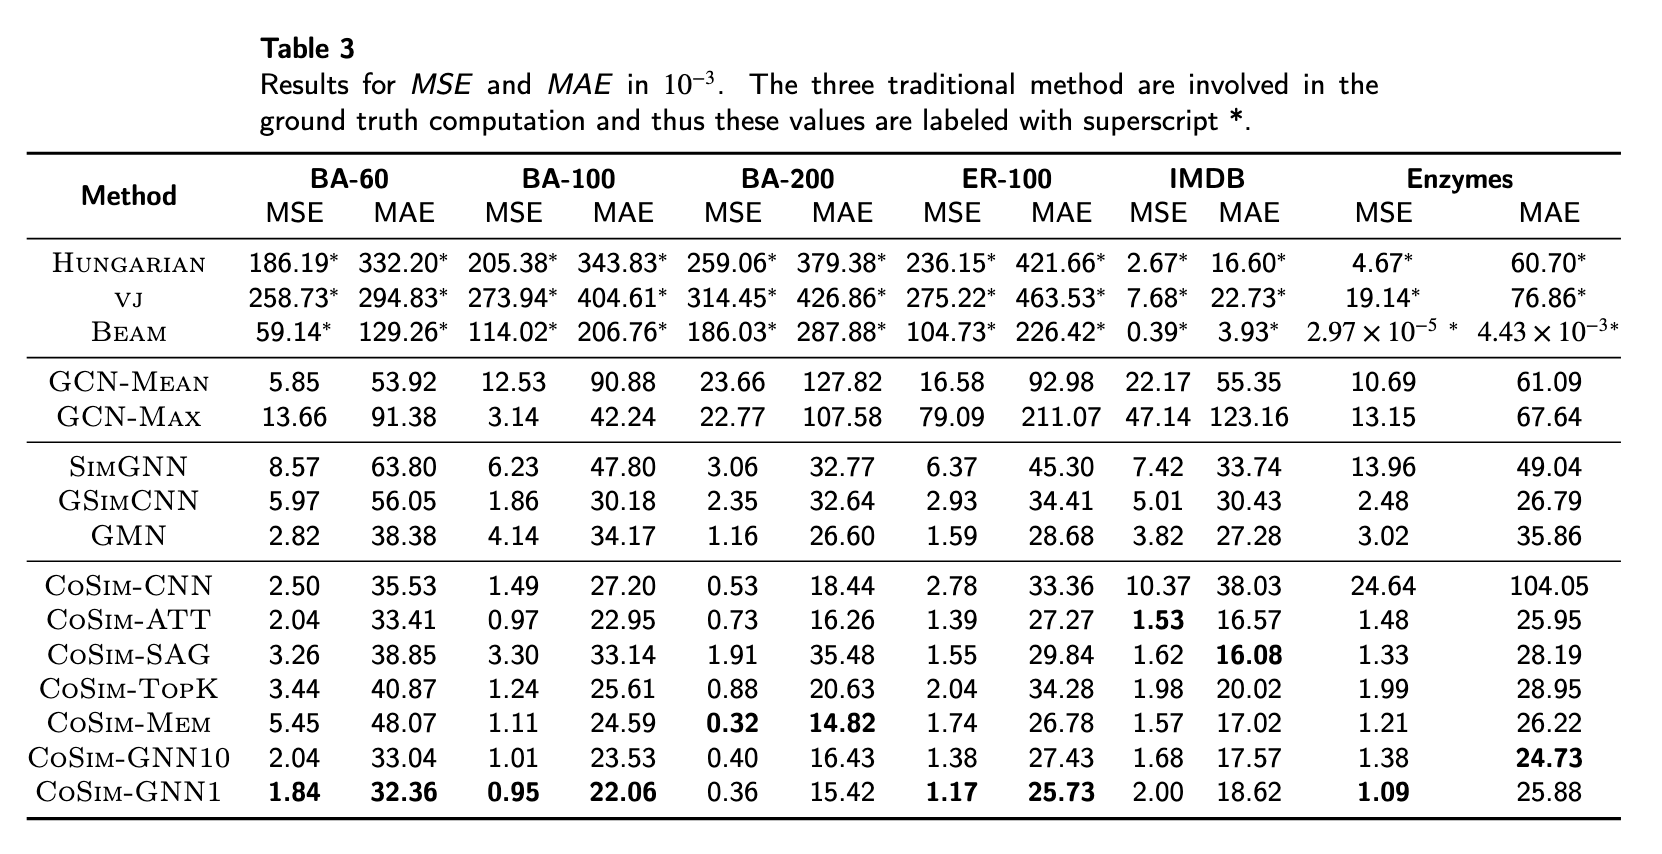 Table 3
Results for MSE and MAE in 10⁻³. The three traditional method are involved in the
ground truth computation and thus these values are labeled with superscript *.
Method BA-60 BA-100 BA-200 ER-100 IMDB Enzymes
MSE MAE MSE MAE MSE MAE MSE MAE MSE MAE MSE MAE
HUNGARIAN 186.19* 332.20* 205.38* 343.83* 259.06* 379.38* 236.15* 421.66* 2.67* 16.60* 4.67* 60.70*
VJ 258.73* 294.83* 273.94* 404.61* 314.45* 426.86* 275.22* 463.53* 7.68* 22.73* 19.14* 76.86*
BEAM 59.14* 129.26* 114.02* 206.76* 186.03* 287.88* 104.73* 226.42* 0.39* 3.93* 2.97 × 10⁻⁵ * 4.43 × 10⁻³*
GCN-MEAN 5.85 53.92 12.53 90.88 23.66 127.82 16.58 92.98 22.17 55.35 10.69 61.09
GCN-MAX 13.66 91.38 3.14 42.24 22.77 107.58 79.09 211.07 47.14 123.16 13.15 67.64
SIMGNN 8.57 63.80 6.23 47.80 3.06 32.77 6.37 45.30 7.42 33.74 13.96 49.04
GSIMCNN 5.97 56.05 1.86 30.18 2.35 32.64 2.93 34.41 5.01 30.43 2.48 26.79
GMN 2.82 38.38 4.14 34.17 1.16 26.60 1.59 28.68 3.82 27.28 3.02 35.86
COSIM-CNN 2.50 35.53 1.49 27.20 0.53 18.44 2.78 33.36 10.37 38.03 24.64 104.05
COSIM-ATT 2.04 33.41 0.97 22.95 0.73 16.26 1.39 27.27 1.53 16.57 1.48 25.95
COSIM-SAG 3.26 38.85 3.30 33.14 1.91 35.48 1.55 29.84 1.62 16.08 1.33 28.19
COSIM-TOPK 3.44 40.87 1.24 25.61 0.88 20.63 2.04 34.28 1.98 20.02 1.99 28.95
COSIM-MEM 5.45 48.07 1.11 24.59 0.32 14.82 1.74 26.78 1.57 17.02 1.21 26.22
COSIM-GNN10 2.04 33.04 1.01 23.53 0.40 16.43 1.38 27.43 1.68 17.57 1.38 24.73
COSIM-GNN1 1.84 32.36 0.95 22.06 0.36 15.42 1.17 25.73 2.00 18.62 1.09 25.88